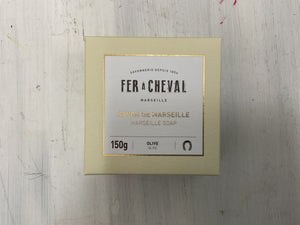 SAVONNERIE DEPUIS 1856
FER À CHEVAL
MARSEILLE
SAVON DE MARSEILLE
MARSEILLE SOAP
150g
OLIVE
OLIVE